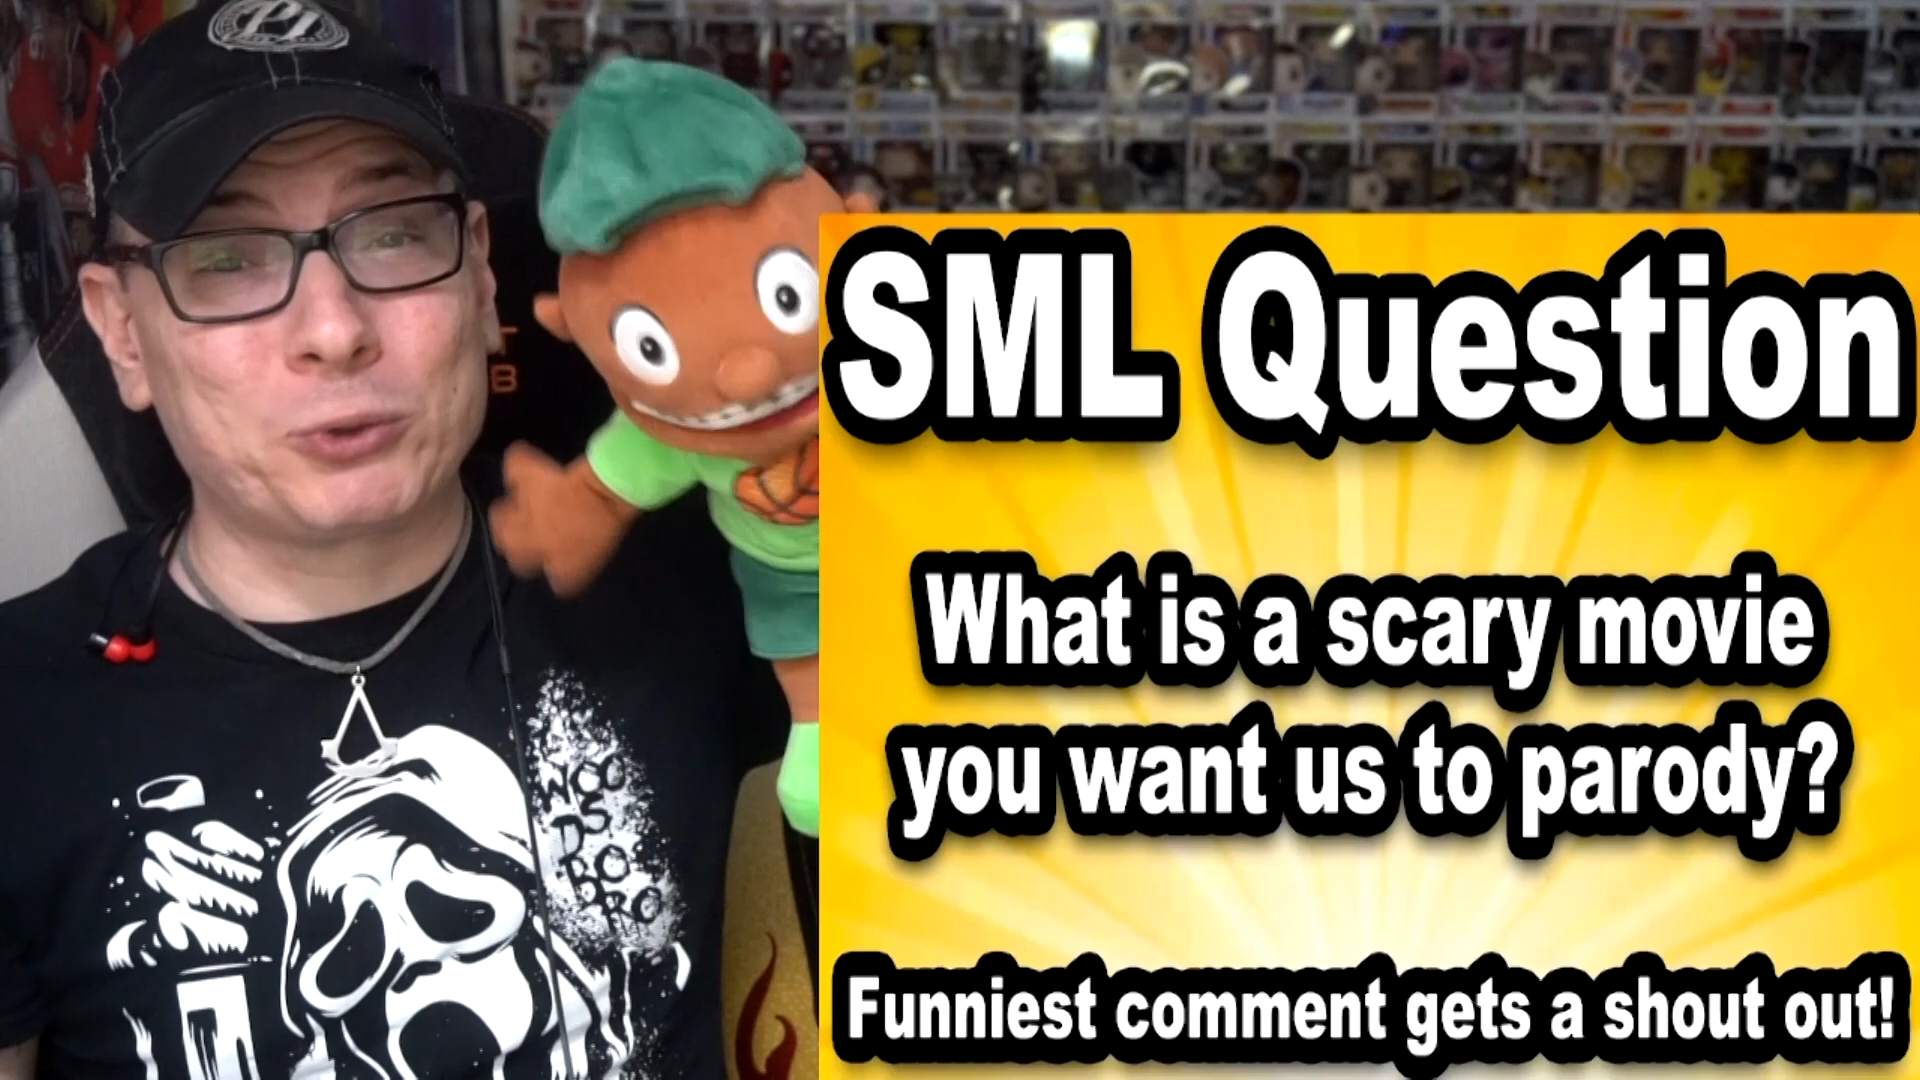 SML Question
What is a scary movie
you want us to parody?
Funniest comment gets a shout out!